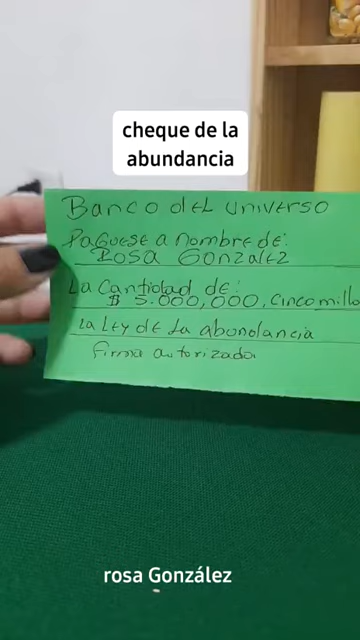 cheque de la
abundancia
Banco del universo
Paguese a nombre de:
Rosa Gonzalez
La cantidad de:
$ 5.000,000, cinco millo
La Ley de La abundancia
firma autorizada
rosa González